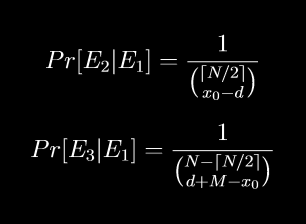 Pr[E_2|E_1] = \frac{1}{\binom{\lceil N/2 \rceil}{x_0-d}}
Pr[E_3|E_1] = \frac{1}{\binom{N-\lceil N/2 \rceil}{d+M-x_0}}